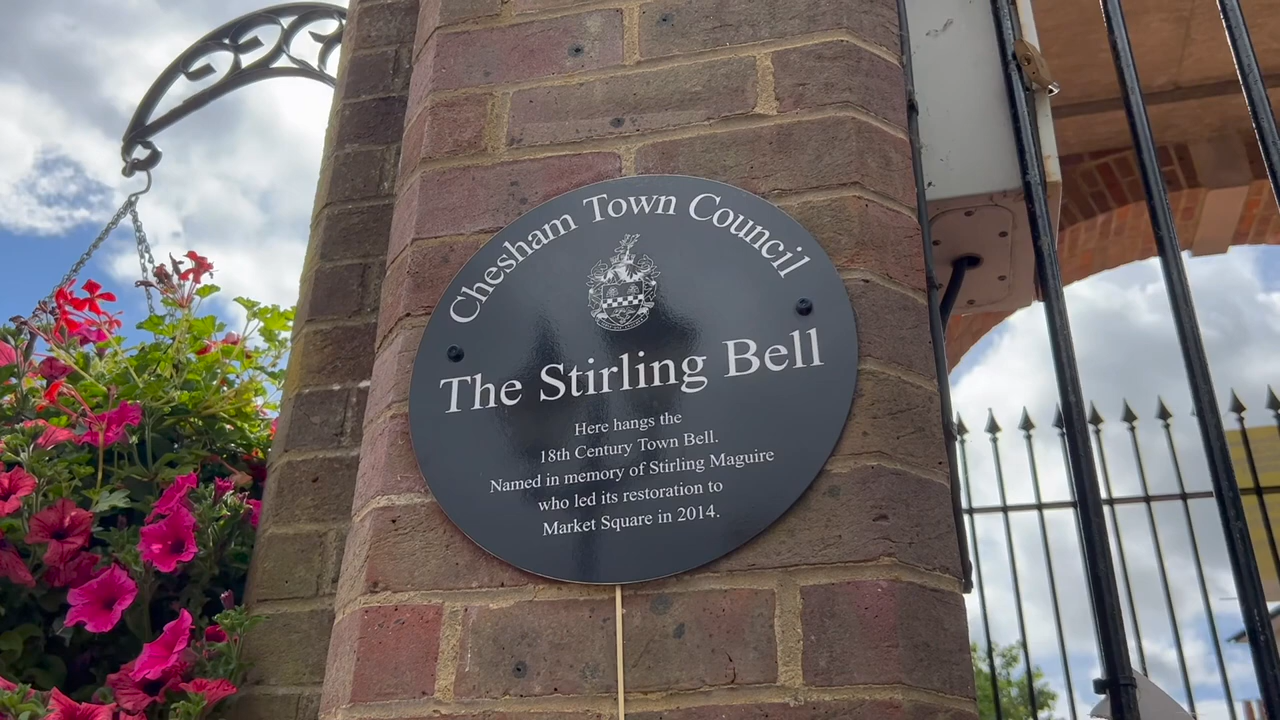 Chesham Town Council
The Stirling Bell
Here hangs the
18th Century Town Bell.
Named in memory of Stirling Maguire
who led its restoration to
Market Square in 2014.